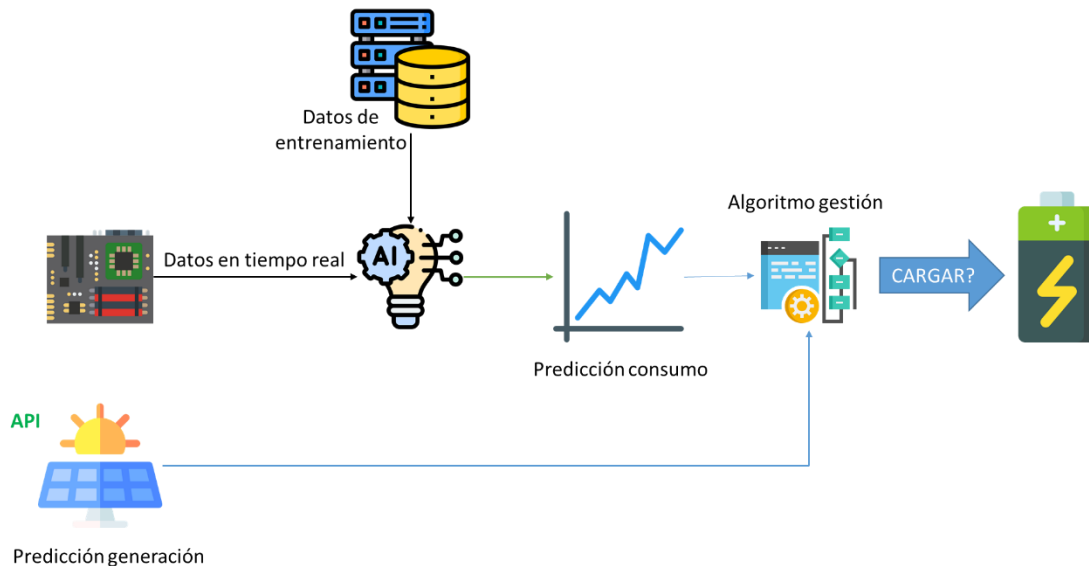 Datos de
entrenamiento
Algoritmo gestión
Datos en tiempo real
AI
CARGAR?
Predicción consumo
API
Predicción generación